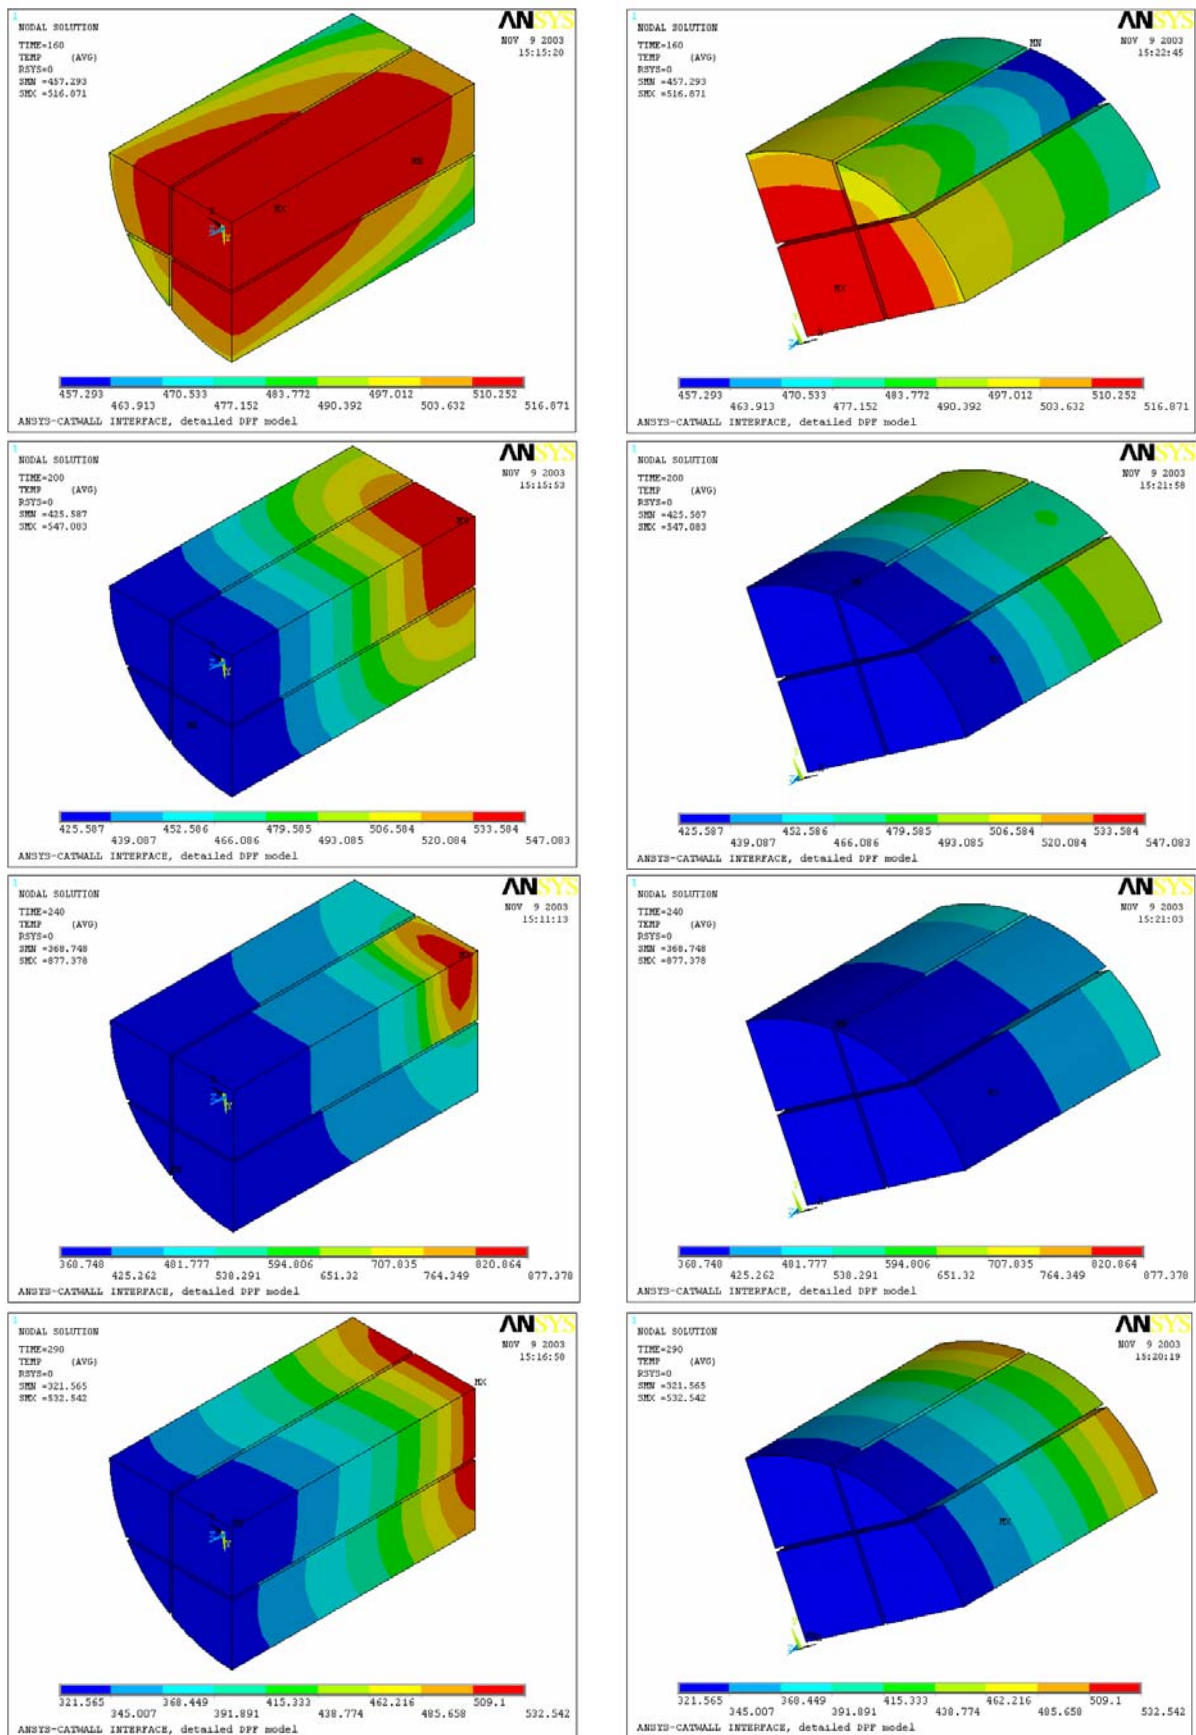 1
ANSYS
NODAL SOLUTION
NOV 9 2003
15:15:20
TIME=160
TEMP (AVG)
RSYS=0
SMN =457.293
SMX =516.871
MX
457.293 470.533 483.772 497.012 510.252
463.913 477.152 490.392 503.632 516.871
ANSYS-CATWALL INTERFACE, detailed DPF model
1
ANSYS
NODAL SOLUTION
NOV 9 2003
15:22:45
TIME=160
TEMP (AVG)
RSYS=0
SMN =457.293
SMX =516.871
MN
MX
457.293 470.533 483.772 497.012 510.252
463.913 477.152 490.392 503.632 516.871
ANSYS-CATWALL INTERFACE, detailed DPF model
1
ANSYS
NODAL SOLUTION
NOV 9 2003
15:15:53
TIME=200
TEMP (AVG)
RSYS=0
SMN =425.587
SMX =547.083
425.587 452.586 479.585 506.584 533.584
439.087 466.086 493.085 520.084 547.083
ANSYS-CATWALL INTERFACE, detailed DPF model
1
ANSYS
NODAL SOLUTION
NOV 9 2003
15:21:58
TIME=200
TEMP (AVG)
RSYS=0
SMN =425.587
SMX =547.083
425.587 452.586 479.585 506.584 533.584
439.087 466.086 493.085 520.084 547.083
ANSYS-CATWALL INTERFACE, detailed DPF model
1
ANSYS
NODAL SOLUTION
NOV 9 2003
15:11:13
TIME=240
TEMP (AVG)
RSYS=0
SMN =368.748
SMX =877.378
368.748 481.777 594.806 707.835 820.864
425.262 538.291 651.32 764.349 877.378
ANSYS-CATWALL INTERFACE, detailed DPF model
1
ANSYS
NODAL SOLUTION
NOV 9 2003
15:21:03
TIME=240
TEMP (AVG)
RSYS=0
SMN =368.748
SMX =877.378
368.748 481.777 594.806 707.835 820.864
425.262 538.291 651.32 764.349 877.378
ANSYS-CATWALL INTERFACE, detailed DPF model
1
ANSYS
NODAL SOLUTION
NOV 9 2003
15:16:58
TIME=290
TEMP (AVG)
RSYS=0
SMN =321.565
SMX =532.542
MX
321.565 368.449 415.333 462.216 509.1
345.007 391.891 438.774 485.658 532.542
ANSYS-CATWALL INTERFACE, detailed DPF model
1
ANSYS
NODAL SOLUTION
NOV 9 2003
15:20:19
TIME=290
TEMP (AVG)
RSYS=0
SMN =321.565
SMX =532.542
MX
321.565 368.449 415.333 462.216 509.1
345.007 391.891 438.774 485.658 532.542
ANSYS-CATWALL INTERFACE, detailed DPF model